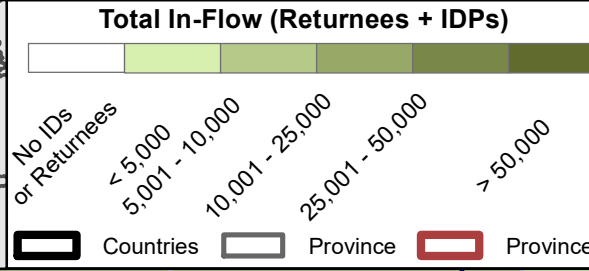 Total In-Flow (Returnees + IDPs)
No IDs
or Returnees
< 5,000
5,001 - 10,000
10,001 - 25,000
25,001 - 50,000
> 50,000
Countries
Province
Province